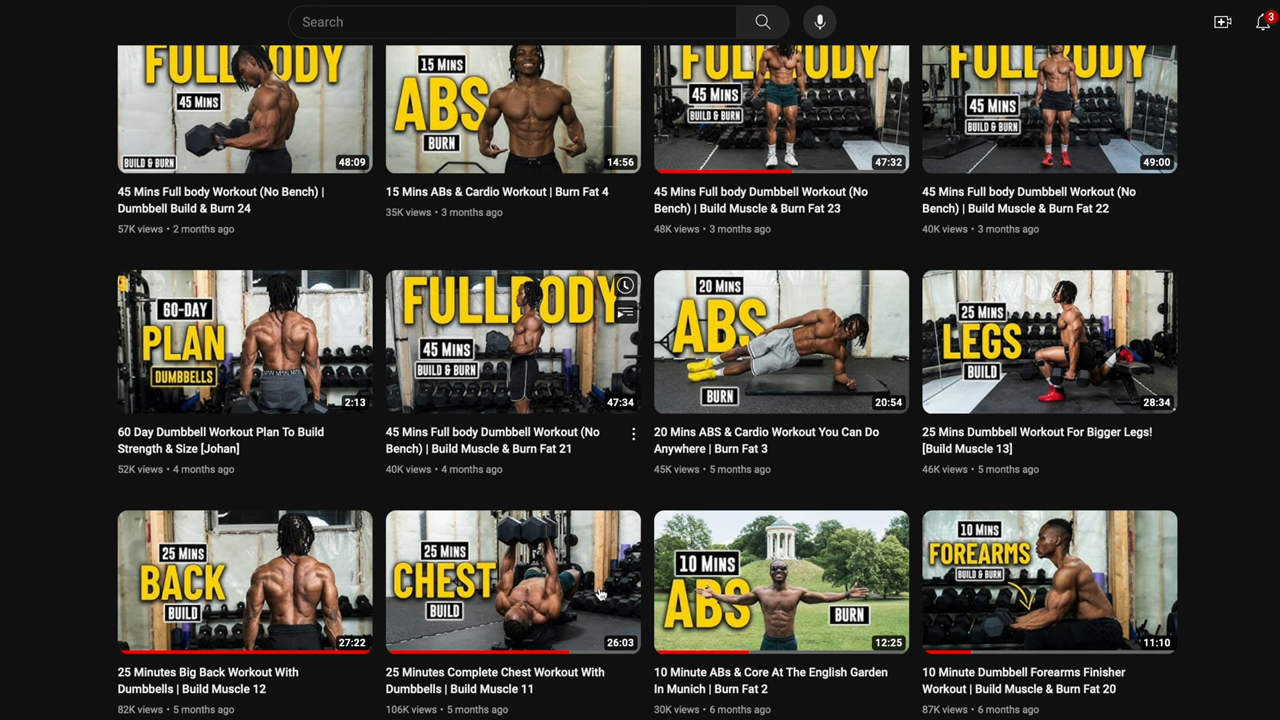 Search
3
FULLBODY
45 MINS
BUILD & BURN
48:09
45 Mins Full body Workout (No Bench) |
Dumbbell Build & Burn 24
57K views • 2 months ago
15 MINS
ABS
BURN
14:56
15 Mins ABs & Cardio Workout | Burn Fat 4
35K views • 3 months ago
FULLBODY
45 MINS
BUILD & BURN
47:32
45 Mins Full body Dumbbell Workout (No
Bench) | Build Muscle & Burn Fat 23
48K views • 3 months ago
FULLBODY
45 MINS
BUILD & BURN
49:00
45 Mins Full body Dumbbell Workout (No
Bench) | Build Muscle & Burn Fat 22
40K views • 3 months ago
60-DAY
PLAN
DUMBBELLS
2:13
60 Day Dumbbell Workout Plan To Build
Strength & Size [Johan]
52K views • 4 months ago
FULLBODY
45 MINS
BUILD & BURN
47:34
45 Mins Full body Dumbbell Workout (No
Bench) | Build Muscle & Burn Fat 21
40K views • 4 months ago
20 MINS
ABS
BURN
20:54
20 Mins ABS & Cardio Workout You Can Do
Anywhere | Burn Fat 3
45K views • 5 months ago
25 MINS
LEGS
BUILD
28:34
25 Mins Dumbbell Workout For Bigger Legs!
[Build Muscle 13]
46K views • 5 months ago
25 MINS
BACK
BUILD
27:22
25 Minutes Big Back Workout With
Dumbbells | Build Muscle 12
82K views • 5 months ago
25 MINS
CHEST
BUILD
26:03
25 Minutes Complete Chest Workout With
Dumbbells | Build Muscle 11
106K views • 5 months ago
10 MINS
ABS
BURN
12:25
10 Minute ABs & Core At The English Garden
In Munich | Burn Fat 2
30K views • 6 months ago
10 MINS
FOREARMS
BUILD & BURN
11:10
10 Minute Dumbbell Forearms Finisher
Workout | Build Muscle & Burn Fat 20
87K views • 6 months ago